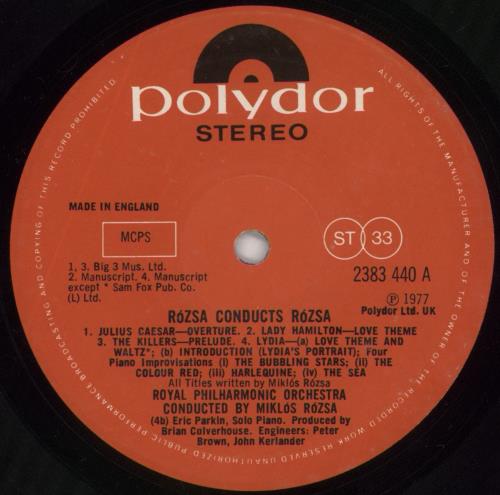 polydor
STEREO
MADE IN ENGLAND
MCPS
ST 33
1, 3. Big 3 Mus. Ltd.
2. Manuscript. 4. Manuscript
except * Sam Fox Pub. Co.
(L) Ltd.
2383 440 A
Ⓟ 1977
Polydor Ltd. UK
RóZSA CONDUCTS RóZSA
1. JULIUS CAESAR—OVERTURE. 2. LADY HAMILTON—LOVE THEME
3. THE KILLERS—PRELUDE. 4. LYDIA—(a) LOVE THEME AND
WALTZ*; (b) INTRODUCTION (LYDIA'S PORTRAIT); Four
Piano Improvisations (i) THE BUBBLING STARS; (ii) THE
COLOUR RED; (iii) HARLEQUINE; (iv) THE SEA
All Titles written by Miklós Rózsa
ROYAL PHILHARMONIC ORCHESTRA
CONDUCTED BY MIKLóS RóZSA
(4b) Eric Parkin, Solo Piano. Produced by
Brian Culverhouse. Engineers: Peter
Brown, John Kerlander
ALL RIGHTS OF THE MANUFACTURER AND OF THE OWNER OF THE RECORDED WORK RESERVED UNAUTHORIZED PUBLIC PERFORMANCE BROADCASTING AND COPYING OF THIS RECORD PROHIBITED